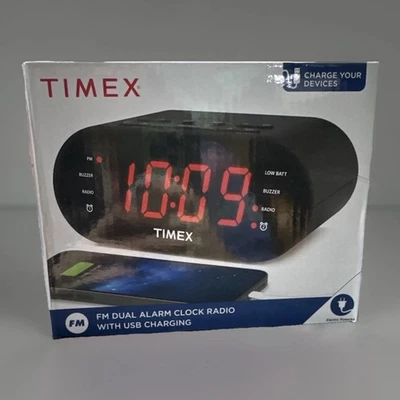 TIMEX
CHARGE YOUR
DEVICES
PM
BUZZER
RADIO
10:09
LOW BATT
BUZZER
RADIO
TIMEX
FM
FM DUAL ALARM CLOCK RADIO
WITH USB CHARGING